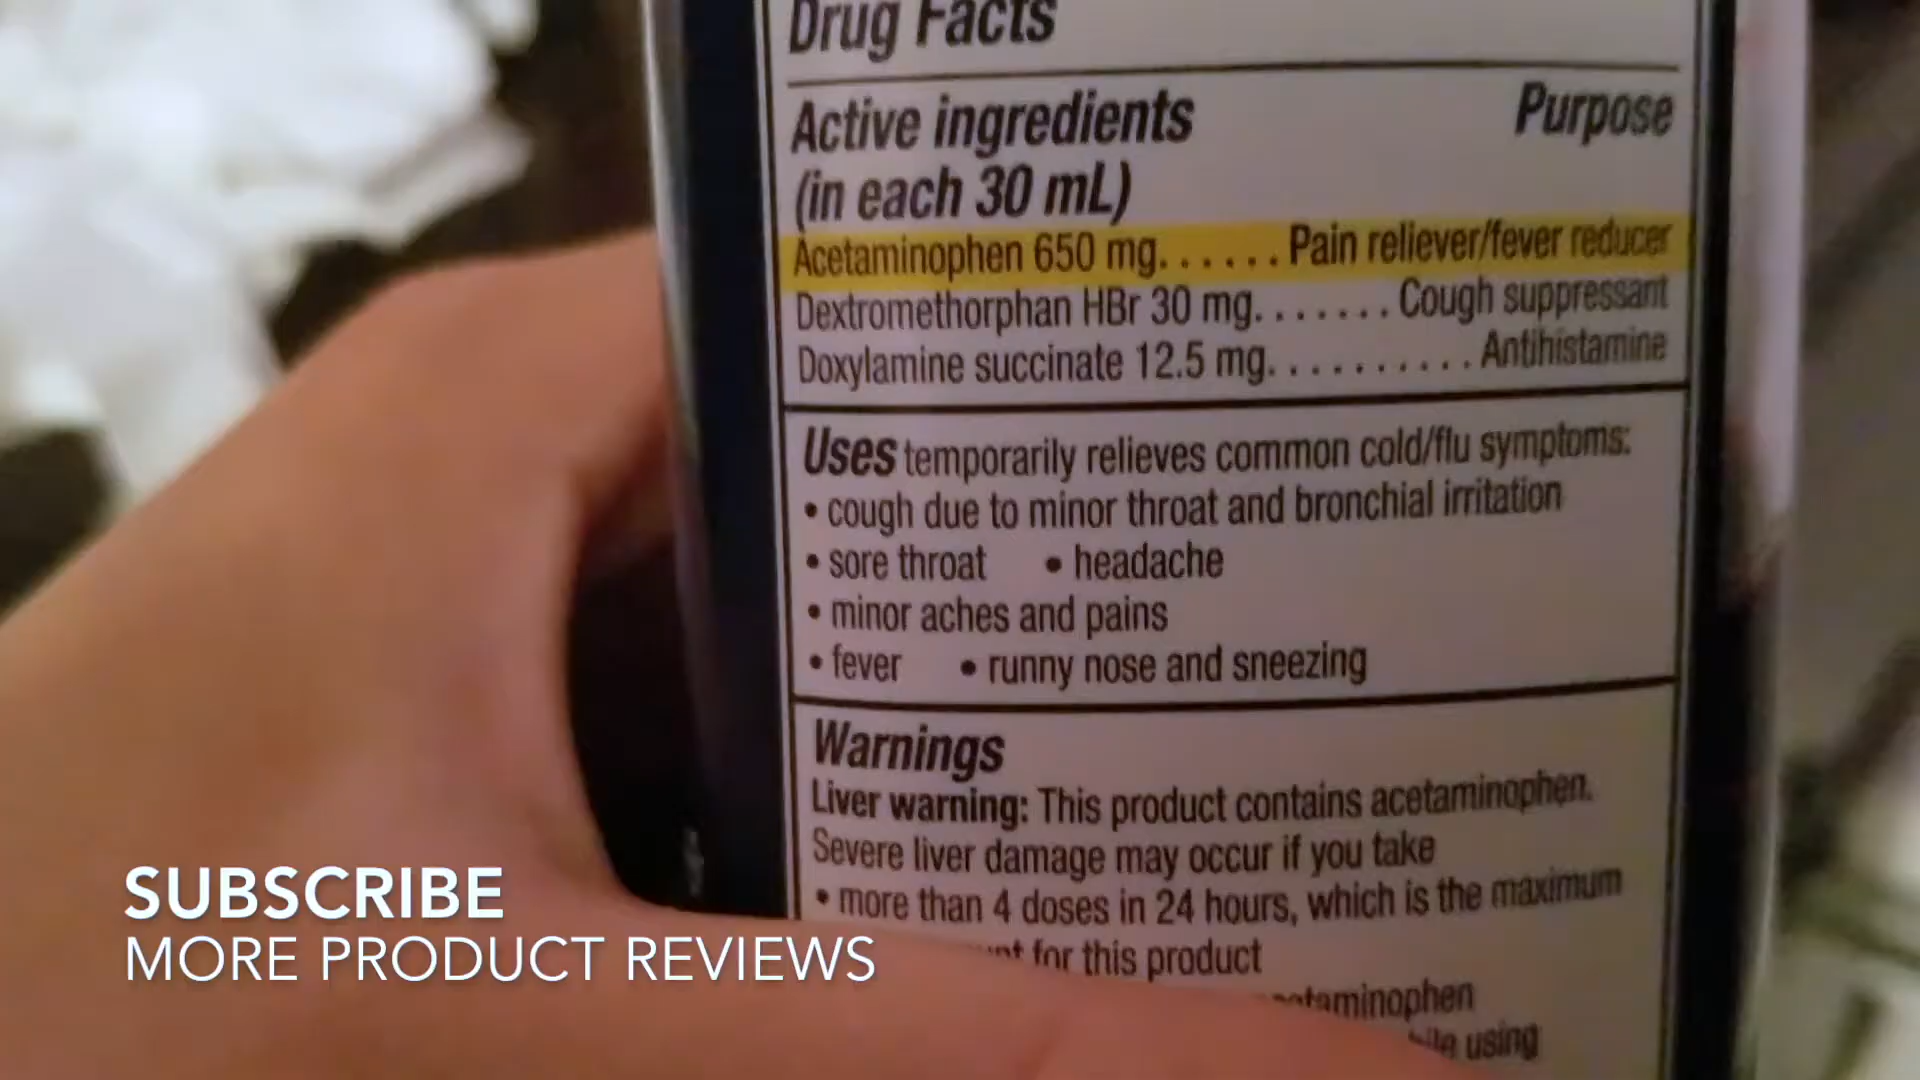 Drug Facts
Active ingredients Purpose
(in each 30 mL)
Acetaminophen 650 mg...... Pain reliever/fever reducer
Dextromethorphan HBr 30 mg....... Cough suppressant
Doxylamine succinate 12.5 mg.......... Antihistamine
Uses temporarily relieves common cold/flu symptoms:
• cough due to minor throat and bronchial irritation
• sore throat • headache
• minor aches and pains
• fever • runny nose and sneezing
Warnings
Liver warning: This product contains acetaminophen.
Severe liver damage may occur if you take
• more than 4 doses in 24 hours, which is the maximum
for this product
using
SUBSCRIBE
MORE PRODUCT REVIEWS